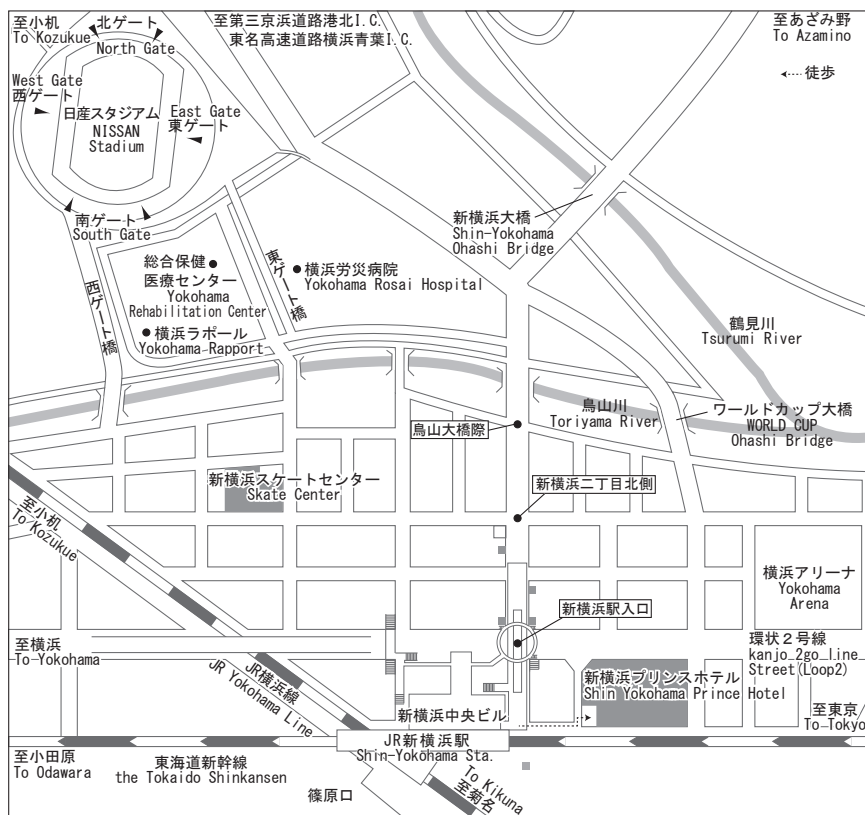 至小机
To Kozukue
北ゲート
North Gate
至第三京浜道路港北I.C.
東名高速道路横浜青葉I.C.
至あざみ野
To Azamino
徒歩
West Gate
西ゲート
日産スタジアム
NISSAN
Stadium
East Gate
東ゲート
南ゲート
South Gate
新横浜大橋
Shin-Yokohama
Ohashi Bridge
総合保健
医療センター
Yokohama
Rehabilitation Center
東ゲート橋
横浜労災病院
Yokohama Rosai Hospital
西ゲート橋
横浜ラポール
Yokohama Rapport
鶴見川
Tsurumi River
鳥山川
Toriyama River
ワールドカップ大橋
WORLD CUP
Ohashi Bridge
鳥山大橋際
新横浜スケートセンター
Skate Center
新横浜二丁目北側
至小机
To Kozukue
横浜アリーナ
Yokohama
Arena
新横浜駅入口
至横浜
To Yokohama
JR横浜線
JR Yokohama Line
環状2号線
kanjo 2go line
Street(Loop2)
新横浜プリンスホテル
Shin Yokohama Prince Hotel
新横浜中央ビル
至東京
To Tokyo
JR新横浜駅
Shin-Yokohama Sta.
至小田原
To Odawara
東海道新幹線
the Tokaido Shinkansen
篠原口
To Kikuna
至菊名